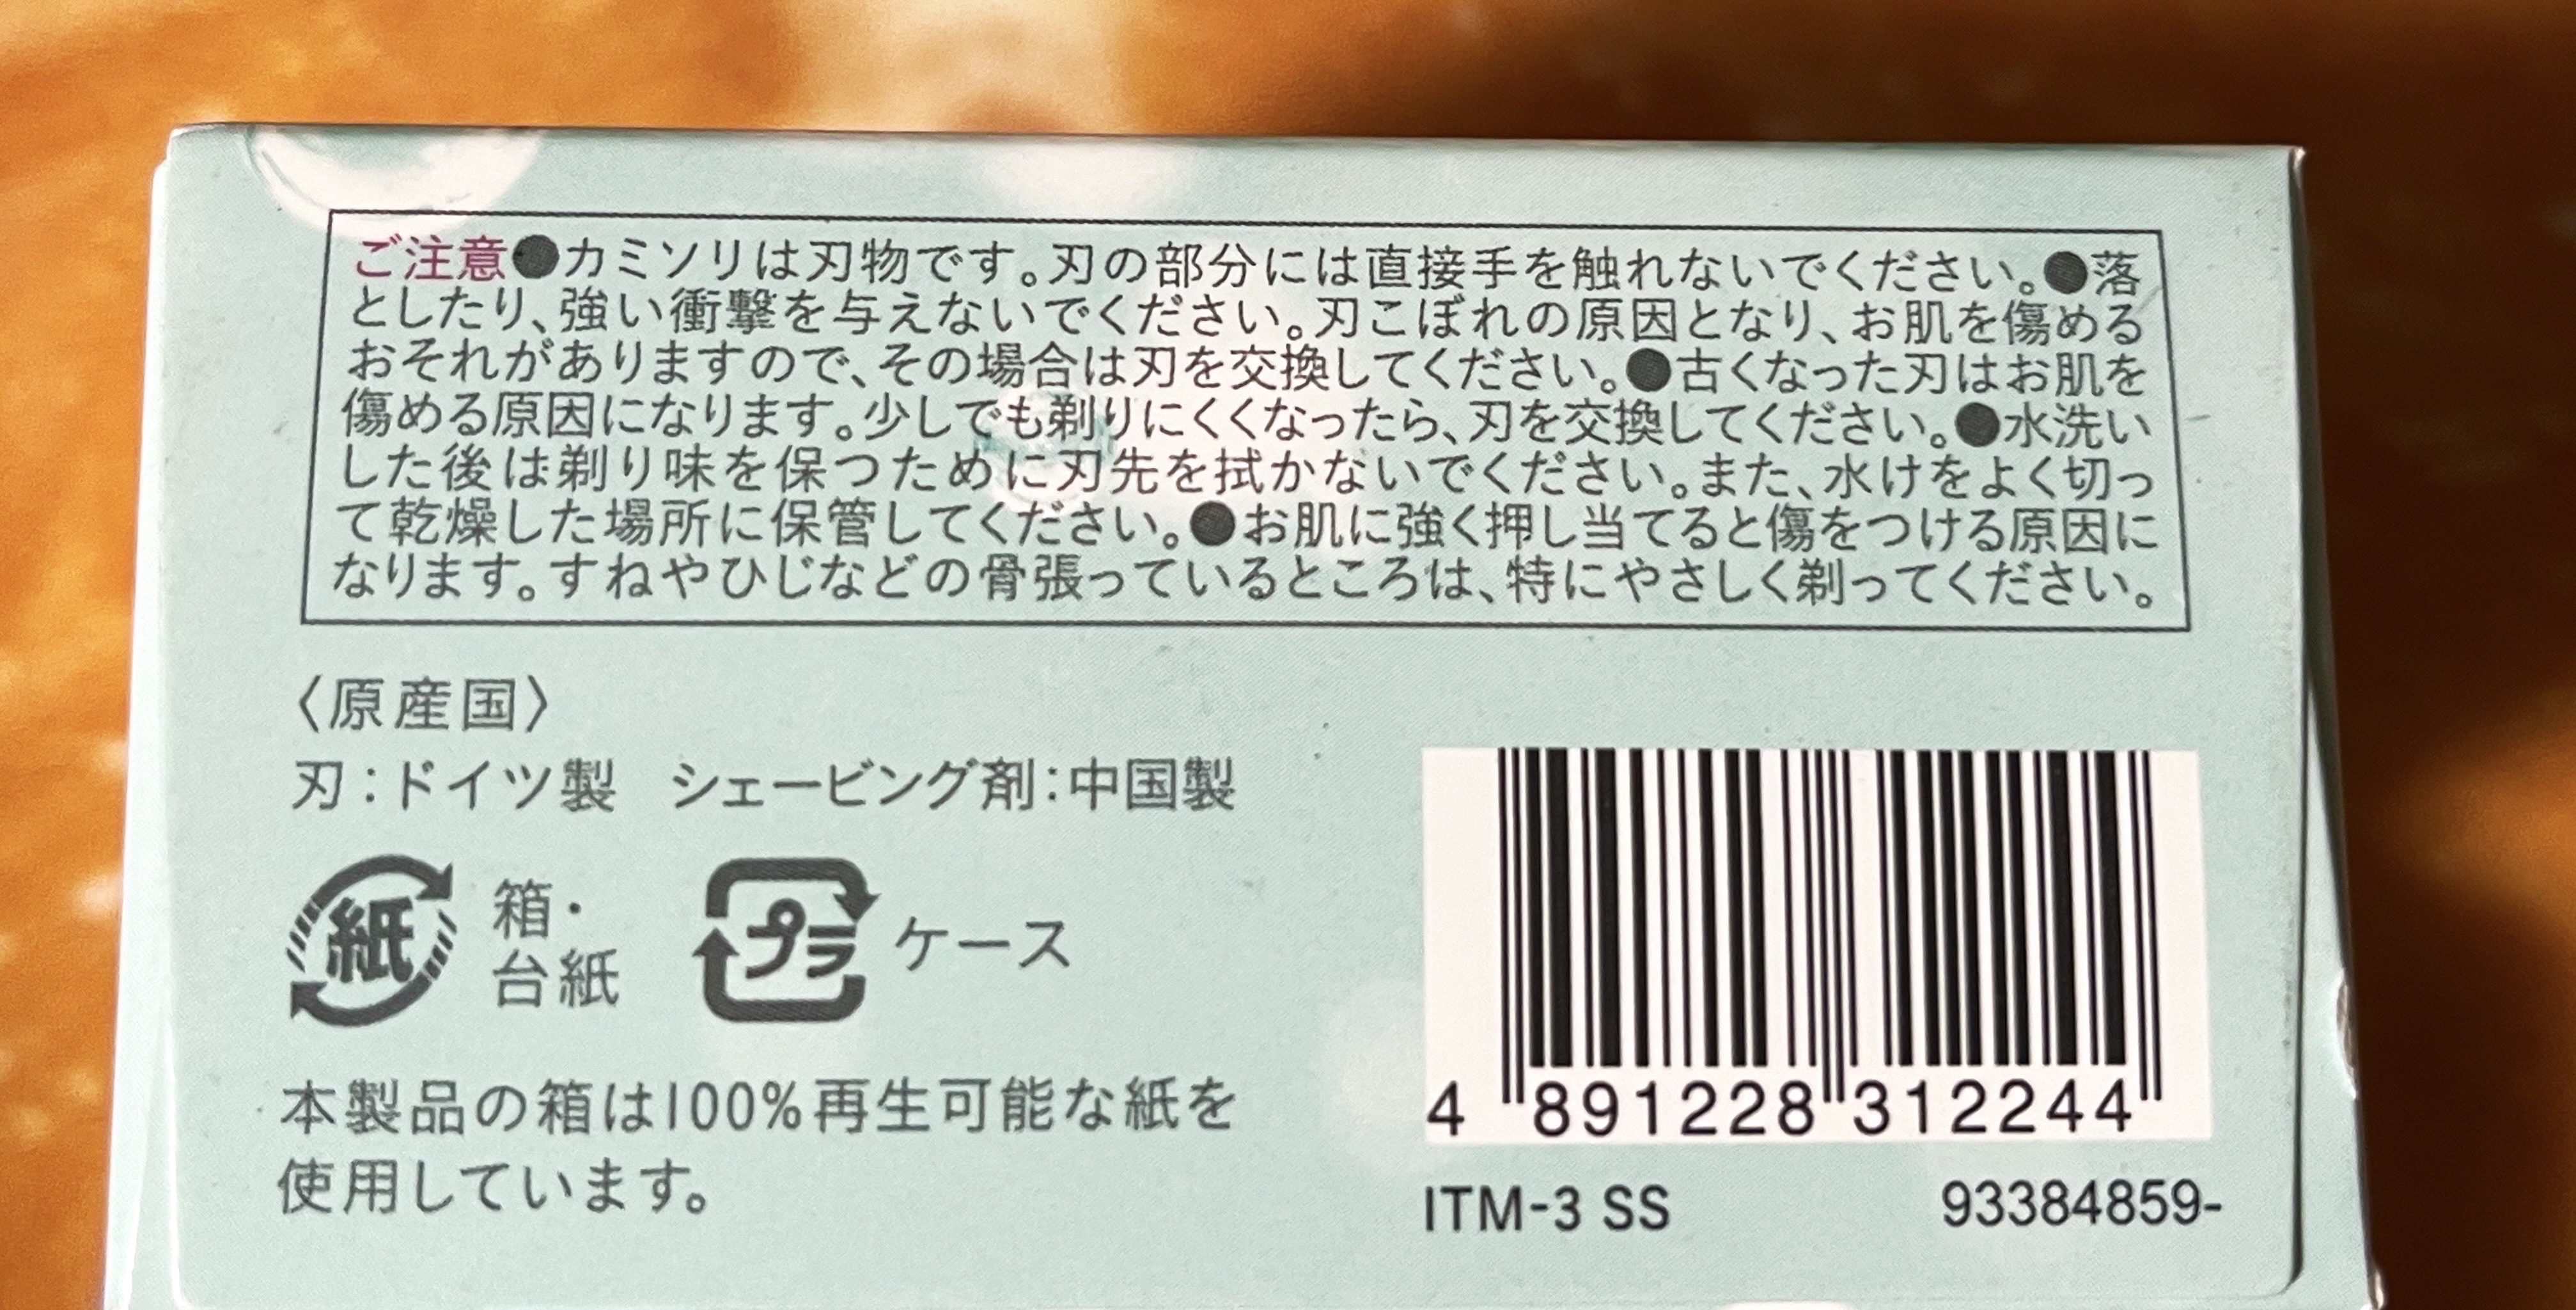 ご注意●カミソリは刃物です。刃の部分には直接手を触れないでください。●落
としたり、強い衝撃を与えないでください。刃こぼれの原因となり、お肌を傷める
おそれがありますので、その場合は刃を交換してください。●古くなった刃はお肌を
傷める原因になります。少しでも剃りにくくなったら、刃を交換してください。●水洗い
した後は剃り味を保つために刃先を拭かないでください。また、水けをよく切っ
て乾燥した場所に保管してください。●お肌に強く押し当てると傷をつける原因に
なります。すねやひじなどの骨張っているところは、特にやさしく剃ってください。
〈原産国〉
刃:ドイツ製 シェービング剤:中国製
紙 箱・
台紙
プラ ケース
本製品の箱は100%再生可能な紙を
使用しています。
4 891228 312244
ITM-3 SS 93384859-